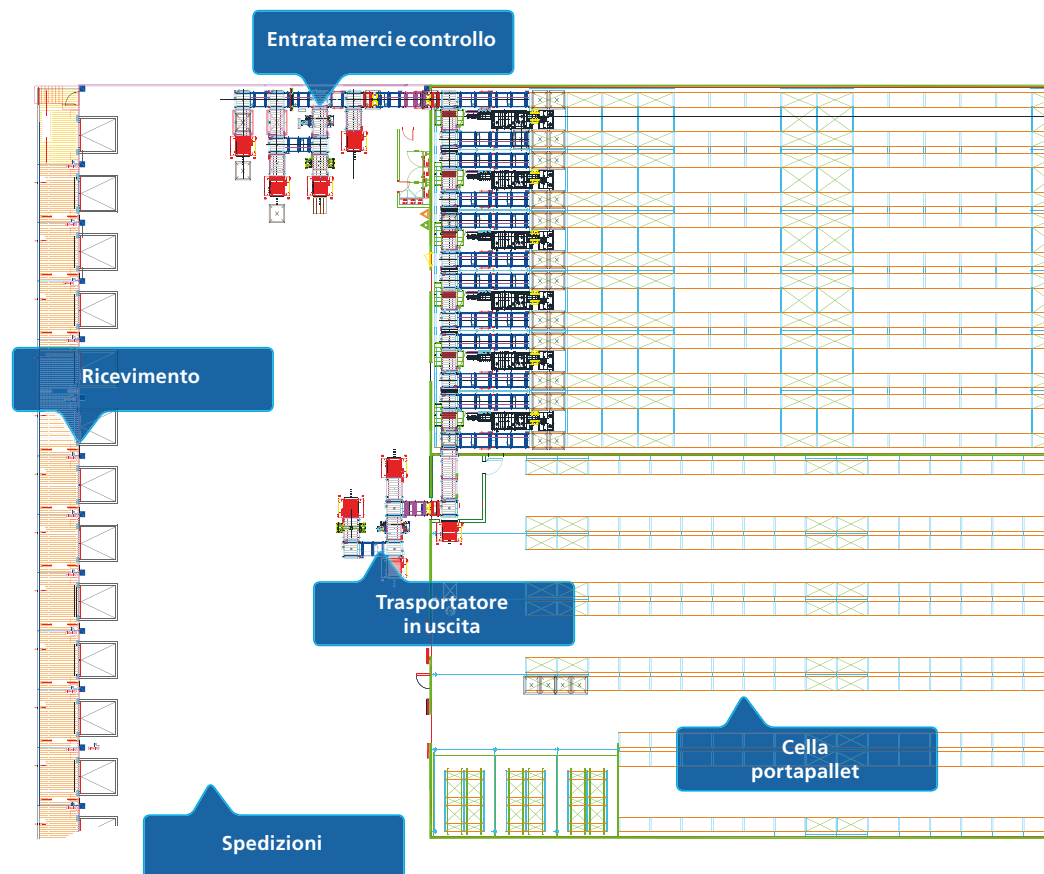 Entrata merci e controllo
Ricevimento
Trasportatore
in uscita
Cella
portapallet
Spedizioni